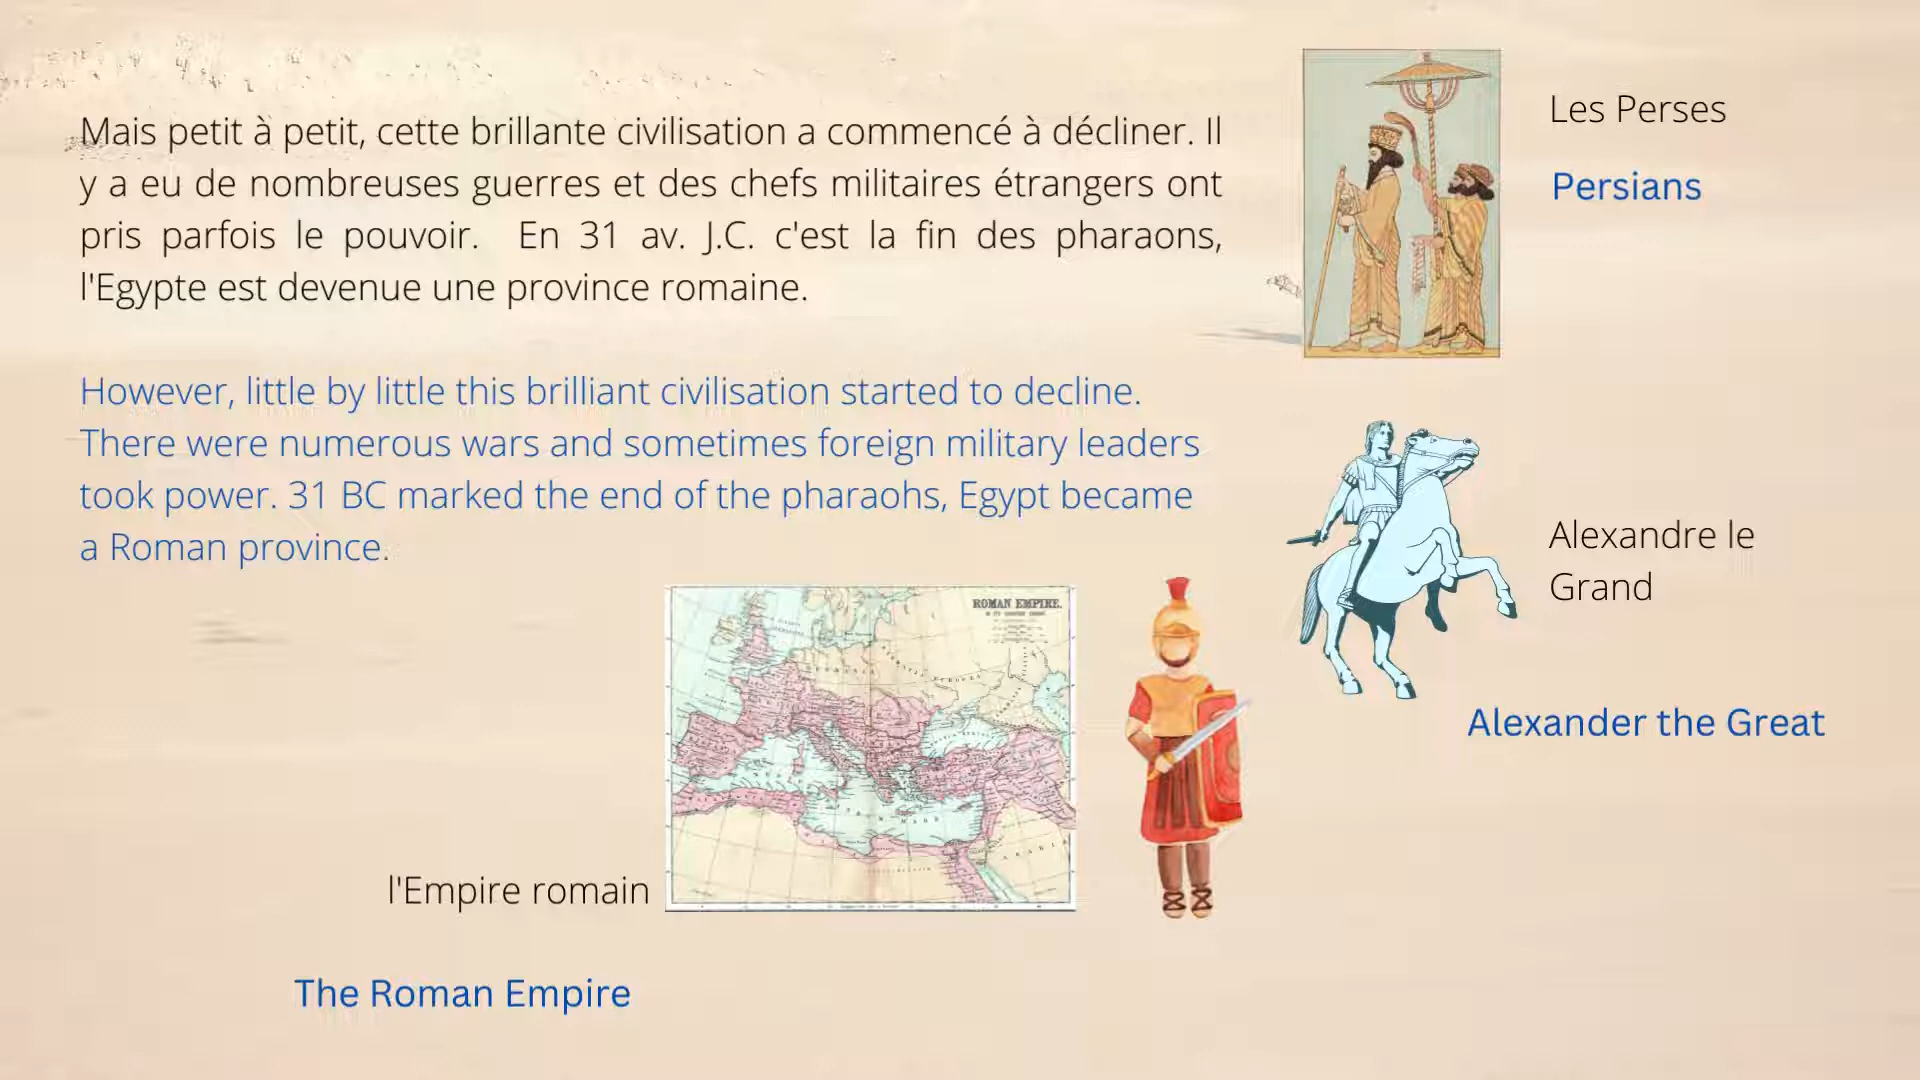 Mais petit à petit, cette brillante civilisation a commencé à décliner. Il
y a eu de nombreuses guerres et des chefs militaires étrangers ont
pris parfois le pouvoir. En 31 av. J.C. c'est la fin des pharaons,
l'Egypte est devenue une province romaine.
However, little by little this brilliant civilisation started to decline.
There were numerous wars and sometimes foreign military leaders
took power. 31 BC marked the end of the pharaohs, Egypt became
a Roman province.
Les Perses
Persians
Alexandre le
Grand
Alexander the Great
ROMAN EMPIRE.
l'Empire romain
The Roman Empire